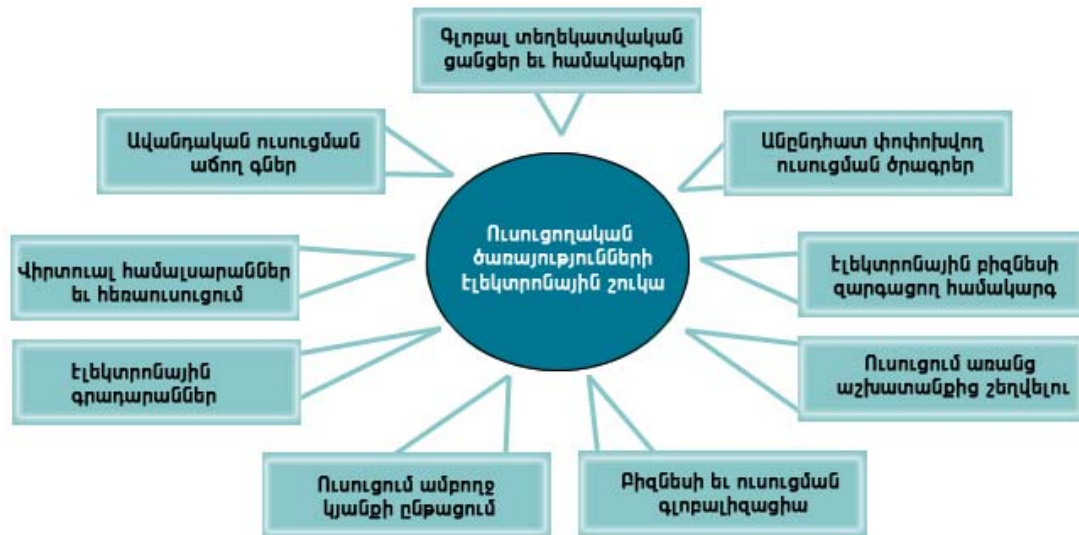 Գլոբալ տեղեկատվական
ցանցեր եւ համակարգեր
Ավանդական ուսուցման
աճող գներ
Անընդհատ փոփոխվող
ուսուցման ծրագրեր
Ուսուցողական
ծառայությունների
էլեկտրոնային շուկա
Վիրտուալ համալսարաններ
եւ հեռաուսուցում
էլեկտրոնային բիզնեսի
զարգացող համակարգ
էլեկտրոնային
գրադարաններ
Ուսուցում առանց
աշխատանքից շեղվելու
Ուսուցում ամբողջ
կյանքի ընթացում
Բիզնեսի եւ ուսուցման
գլոբալիզացիա